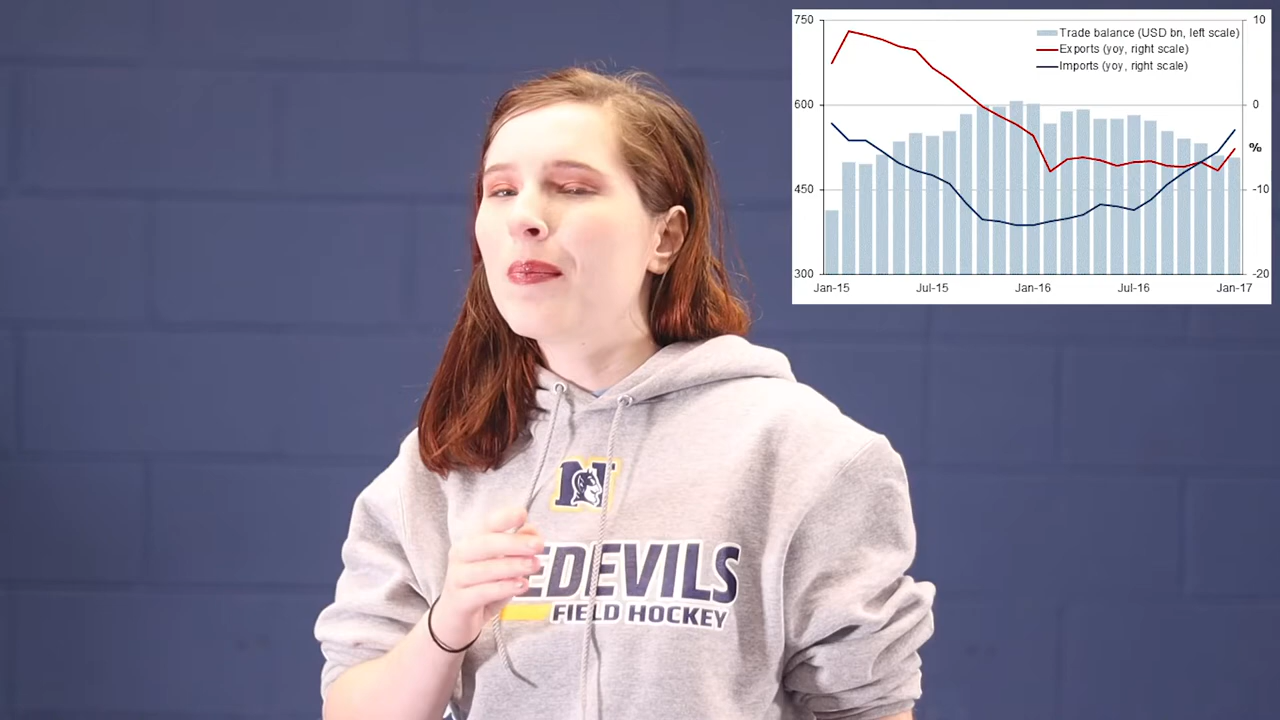 750
10
Trade balance (USD bn, left scale)
Exports (yoy, right scale)
Imports (yoy, right scale)
600
0
%
450
-10
300
-20
Jan-15
Jul-15
Jan-16
Jul-16
Jan-17
N
EDEVILS
FIELD HOCKEY